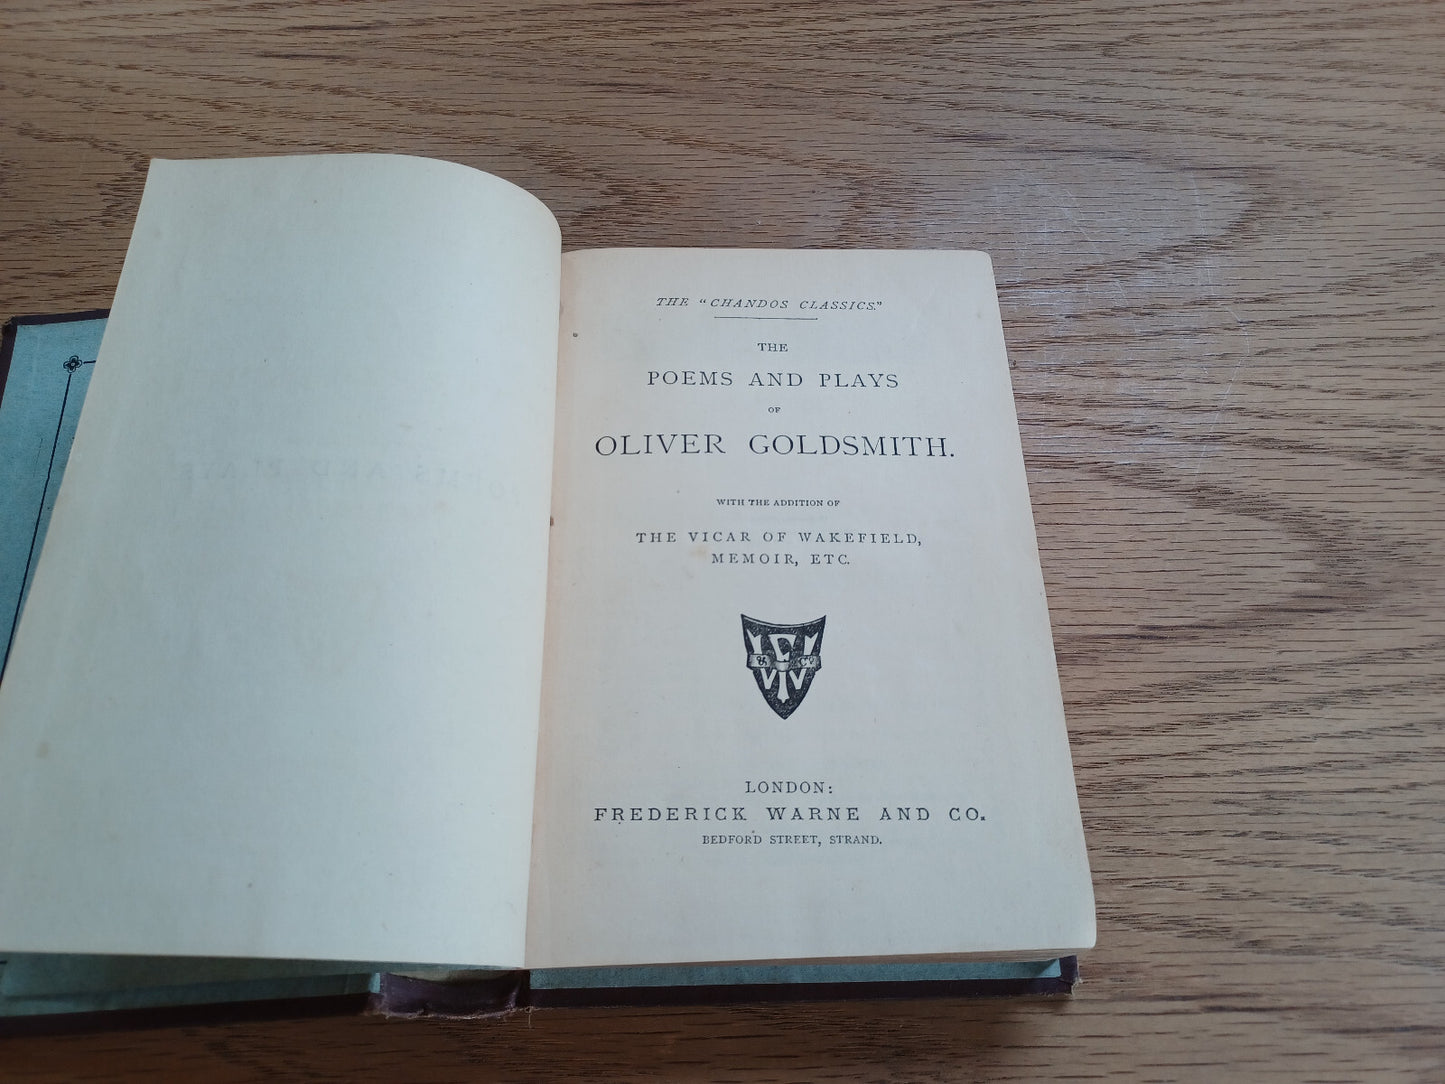 THE “CHANDOS CLASSICS.”
THE
POEMS AND PLAYS
OF
OLIVER GOLDSMITH.
WITH THE ADDITION OF
THE VICAR OF WAKEFIELD,
MEMOIR, ETC.
LONDON:
FREDERICK WARNE AND CO.
BEDFORD STREET, STRAND.